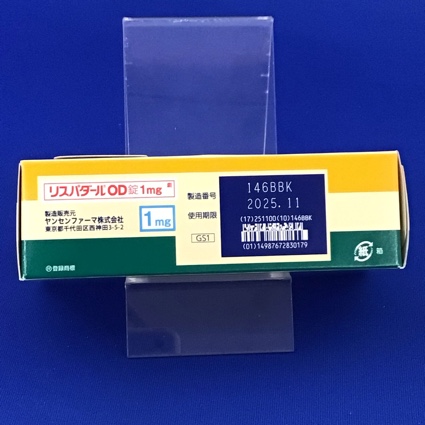 リスパダール OD錠 1mg
製造販売元
ヤンセンファーマ株式会社
東京都千代田区西神田3-5-2
1mg
製造番号
146BBK
使用期限
2025.11
GS1
(17)251100(10)146BBK
(01)14987672830179
紙
箱
Ⓡ登録商標